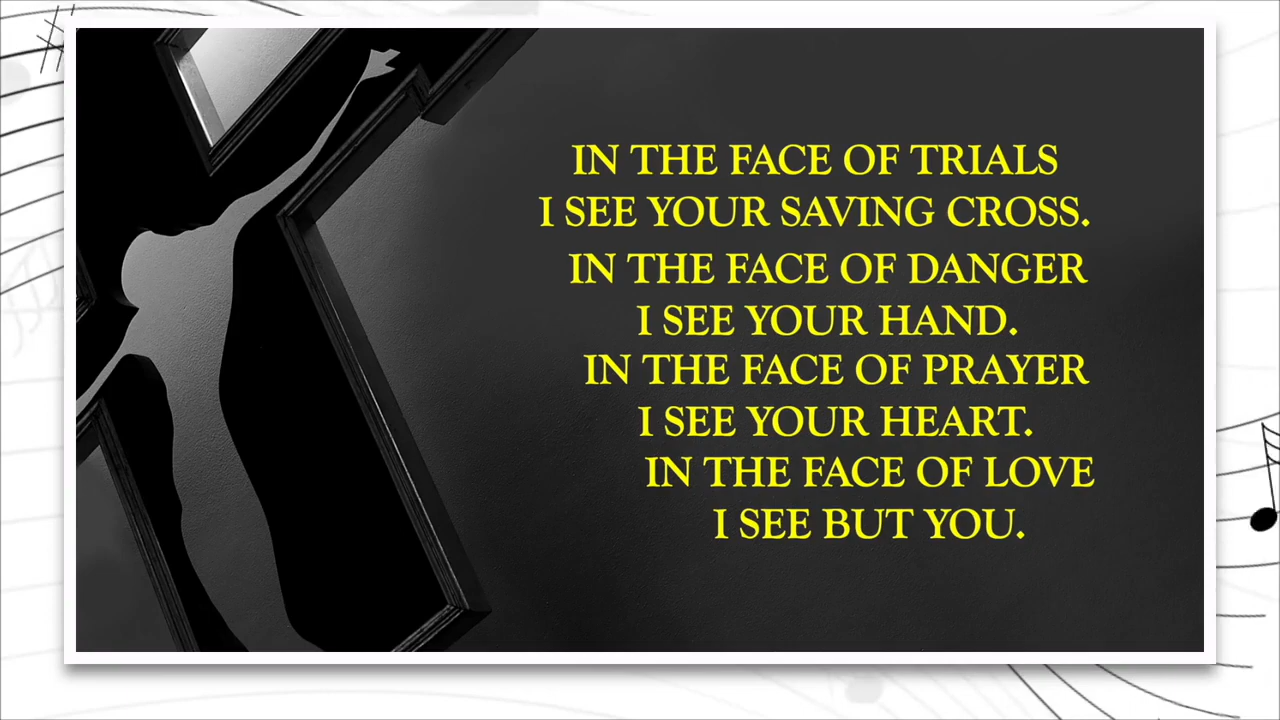 IN THE FACE OF TRIALS
I SEE YOUR SAVING CROSS.
IN THE FACE OF DANGER
I SEE YOUR HAND.
IN THE FACE OF PRAYER
I SEE YOUR HEART.
IN THE FACE OF LOVE
I SEE BUT YOU.